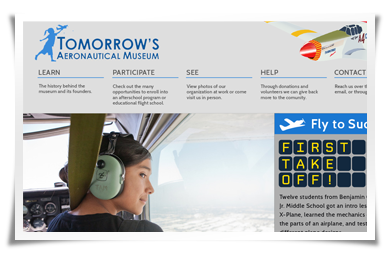 TOMORROW'S
AERONAUTICAL MUSEUM
LEARN
The history behind the
museum and its founders.
PARTICIPATE
Check out the many
opportunities to enroll into
an afterschool program or
educational flight school.
SEE
View photos of our
organisation at work or come
visit us in person.
HELP
Through donations and
volunteers we can give back
more to the comunity.
CONTACT
Reach us over t
email, or throug
Fly to Suc
FIRST
TAKE
OFF!
Twelve students from Benjamin
Jr. Middle School got an intro les
X-Plane, learned the mechanics
the parts of an airplane, and test